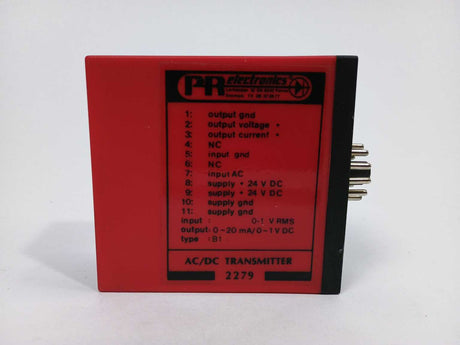 PR electronics
1: output gnd
2: output voltage +
3: output current +
4: NC
5: input gnd
6: NC
7: input AC
8: supply + 24 V DC
9: supply + 24 V DC
10: supply gnd
11: supply gnd
input : 0-1 V RMS
output: 0-20 mA/0-1V DC
type : B1
AC/DC TRANSMITTER
2279